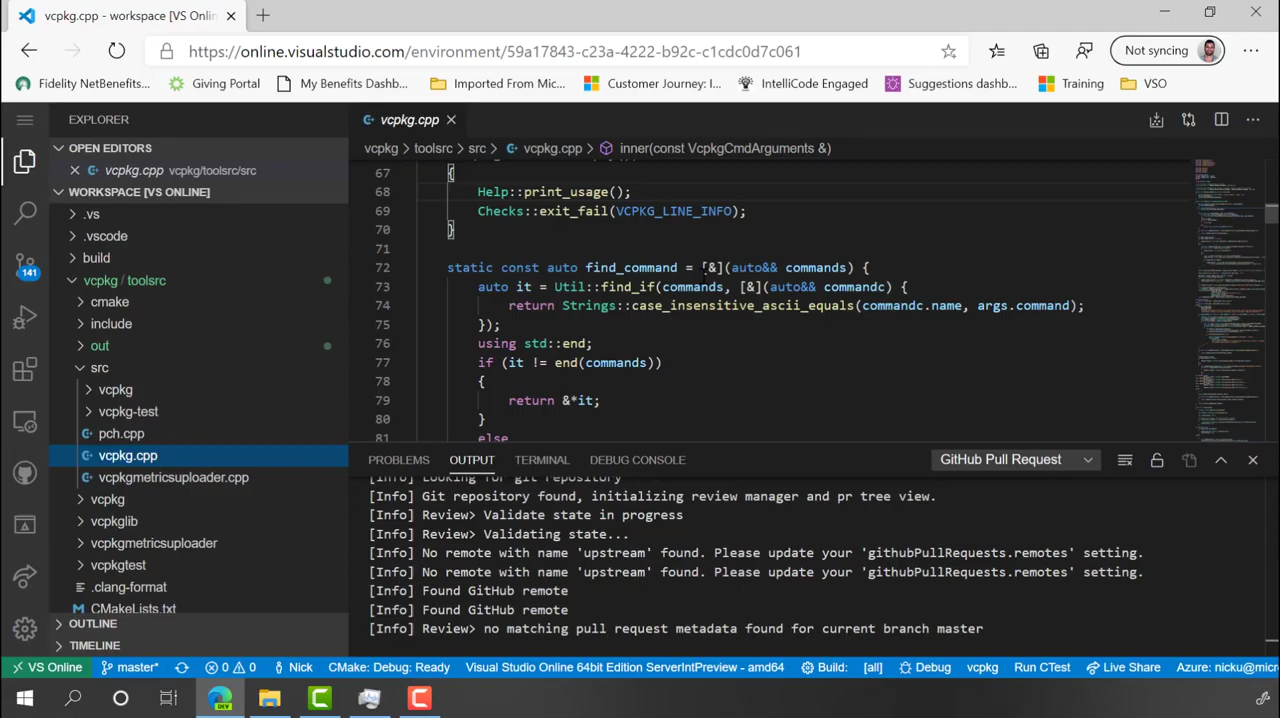 vcpkg.cpp - workspace [VS Onlin
https://online.visualstudio.com/environment/59a17843-c23a-4222-b92c-c1cdc0d7c061
Not syncing
Fidelity NetBenefits...
Giving Portal
My Benefits Dashb...
Imported From Mic...
Customer Journey: I...
IntelliCode Engaged
Suggestions dashb...
Training
VSO
EXPLORER
OPEN EDITORS
vcpkg.cpp vcpkg/toolsrc/src
WORKSPACE [VS ONLINE]
.vs
.vscode
build
vcpkg / toolsrc
cmake
include
out
src
vcpkg
vcpkg-test
pch.cpp
vcpkg.cpp
vcpkgmetricsuploader.cpp
vcpkg
vcpkglib
vcpkgmetricsuploader
vcpkgtest
.clang-format
CMakeLists.txt
OUTLINE
TIMELINE
141
vcpkg.cpp
vcpkg > toolsrc > src > vcpkg.cpp > inner(const VcpkgCmdArguments &)
67 {
68 Help::print_usage();
69 Checks::exit_fail(VCPKG_LINE_INFO);
70 }
71
72 static const auto find_command = [&](auto&& commands) {
73 auto it = Util::find_if(commands, [&](auto&& commandc) {
74 return Strings::case_insensitive_ascii_equals(commandc.name, args.command);
75 });
76 using std::end;
77 if (it != end(commands))
78 {
79 return &*it;
80 }
81 else
PROBLEMS OUTPUT TERMINAL DEBUG CONSOLE
GitHub Pull Request
[Info] Looking for git repository
[Info] Git repository found, initializing review manager and pr tree view.
[Info] Review> Validate state in progress
[Info] Review> Validating state...
[Info] No remote with name 'upstream' found. Please update your 'githubPullRequests.remotes' setting.
[Info] No remote with name 'upstream' found. Please update your 'githubPullRequests.remotes' setting.
[Info] Found GitHub remote
[Info] Found GitHub remote
[Info] Review> no matching pull request metadata found for current branch master
VS Online master* 0 0 Nick CMake: Debug: Ready Visual Studio Online 64bit Edition ServerIntPreview - amd64 Build: [all] Debug vcpkg Run CTest Live Share Azure: nicku@micr
DEV